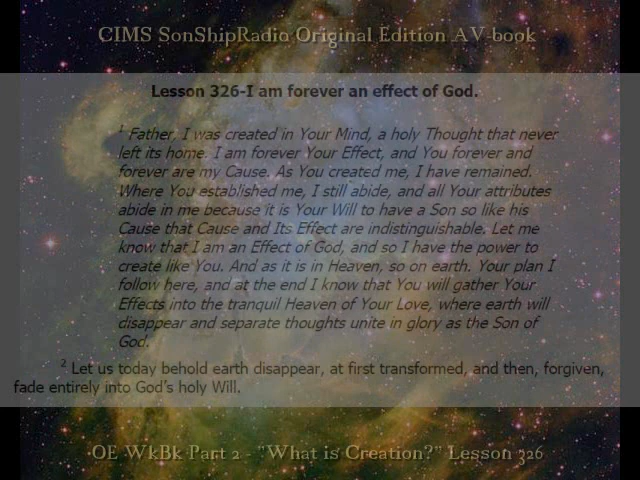 CIMS SonShipRadio Original Edition AV-book
Lesson 326-I am forever an effect of God.
1 Father, I was created in Your Mind, a holy Thought that never
left its home. I am forever Your Effect, and You forever and
forever are my Cause. As You created me, I have remained.
Where You established me, I still abide, and all Your attributes
abide in me because it is Your Will to have a Son so like his
Cause that Cause and Its Effect are indistinguishable. Let me
know that I am an Effect of God, and so I have the power to
create like You. And as it is in Heaven, so on earth. Your plan I
follow here, and at the end I know that You will gather Your
Effects into the tranquil Heaven of Your Love, where earth will
disappear and separate thoughts unite in glory as the Son of
God.
2 Let us today behold earth disappear, at first transformed, and then, forgiven,
fade entirely into God's holy Will.
OE WkBk Part 2 - "What is Creation?" Lesson 326